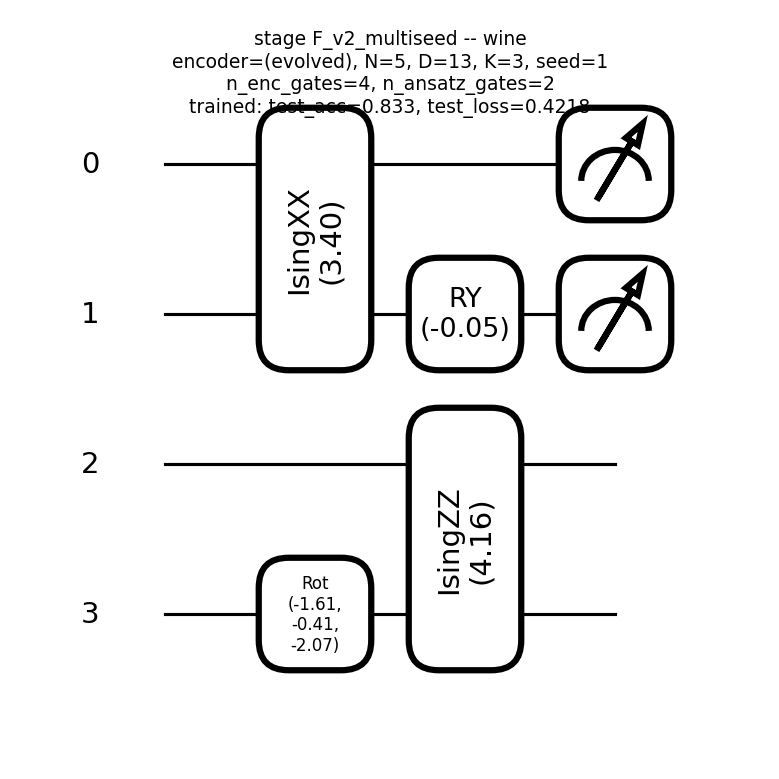 stage F_v2_multiseed -- wine
encoder=(evolved), N=5, D=13, K=3, seed=1
n_enc_gates=4, n_ansatz_gates=2
trained: test_acc=0.833, test_loss=0.4218
0
IsingXX
(3.40)
1
RY
(-0.05)
2
IsingZZ
(4.16)
3
Rot
(-1.61,
-0.41,
-2.07)